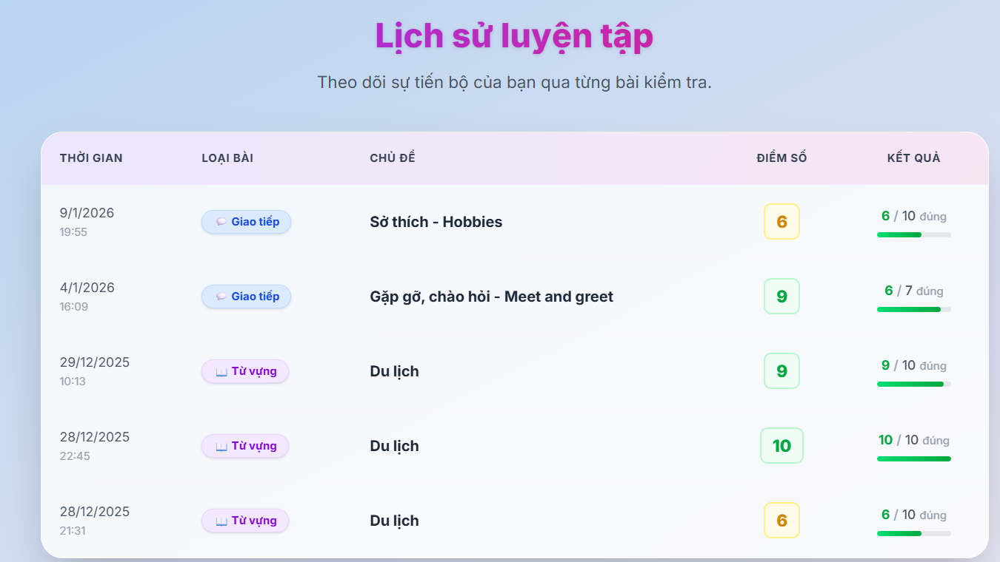 Lịch sử luyện tập
Theo dõi sự tiến bộ của bạn qua từng bài kiểm tra.
THỜI GIAN LOẠI BÀI CHỦ ĐỀ ĐIỂM SỐ KẾT QUẢ
9/1/2026
19:55
Giao tiếp
Sở thích - Hobbies
6
6 / 10 đúng
4/1/2026
16:09
Giao tiếp
Gặp gỡ, chào hỏi - Meet and greet
9
6 / 7 đúng
29/12/2025
10:13
Từ vựng
Du lịch
9
9 / 10 đúng
28/12/2025
22:45
Từ vựng
Du lịch
10
10 / 10 đúng
28/12/2025
21:31
Từ vựng
Du lịch
6
6 / 10 đúng